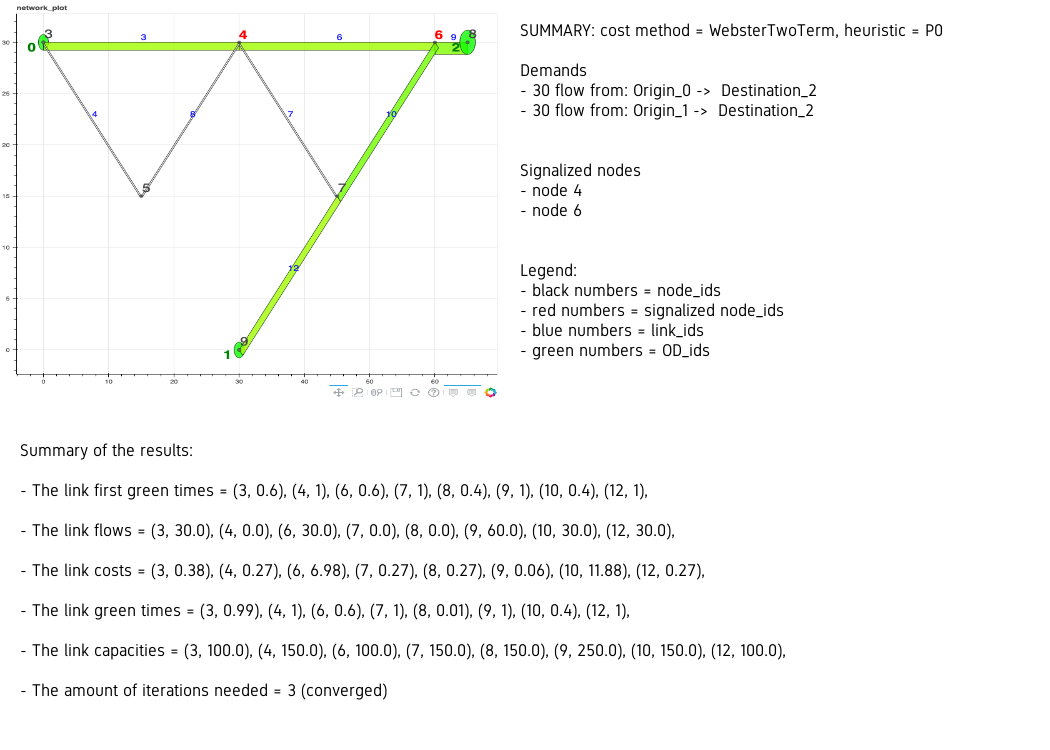 network_plot
SUMMARY: cost method = WebsterTwoTerm, heuristic = P0
Demands
- 30 flow from: Origin_0 -> Destination_2
- 30 flow from: Origin_1 -> Destination_2
Signalized nodes
- node 4
- node 6
Legend:
- black numbers = node_ids
- red numbers = signalized node_ids
- blue numbers = link_ids
- green numbers = OD_ids
3
0
3
4
6
6
9
2
8
4
8
7
10
5
7
12
9
1
30
25
20
15
10
5
0
0
10
20
30
40
50
60
Summary of the results:
- The link first green times = (3, 0.6), (4, 1), (6, 0.6), (7, 1), (8, 0.4), (9, 1), (10, 0.4), (12, 1),
- The link flows = (3, 30.0), (4, 0.0), (6, 30.0), (7, 0.0), (8, 0.0), (9, 60.0), (10, 30.0), (12, 30.0),
- The link costs = (3, 0.38), (4, 0.27), (6, 6.98), (7, 0.27), (8, 0.27), (9, 0.06), (10, 11.88), (12, 0.27),
- The link green times = (3, 0.99), (4, 1), (6, 0.6), (7, 1), (8, 0.01), (9, 1), (10, 0.4), (12, 1),
- The link capacities = (3, 100.0), (4, 150.0), (6, 100.0), (7, 150.0), (8, 150.0), (9, 250.0), (10, 150.0), (12, 100.0),
- The amount of iterations needed = 3 (converged)